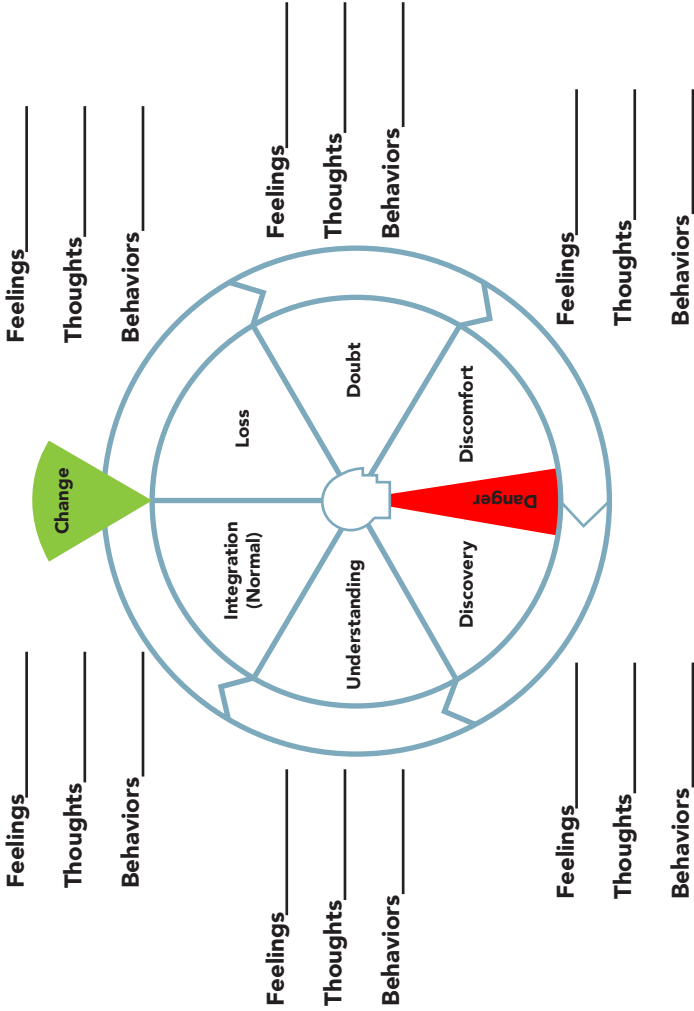 Feelings
Thoughts
Behaviors
Change
Feelings
Thoughts
Behaviors
Integration
(Normal)
Loss
Feelings
Thoughts
Behaviors
Understanding
Doubt
Feelings
Thoughts
Behaviors
Discovery
Danger
Discomfort
Feelings
Thoughts
Behaviors
Feelings
Thoughts
Behaviors